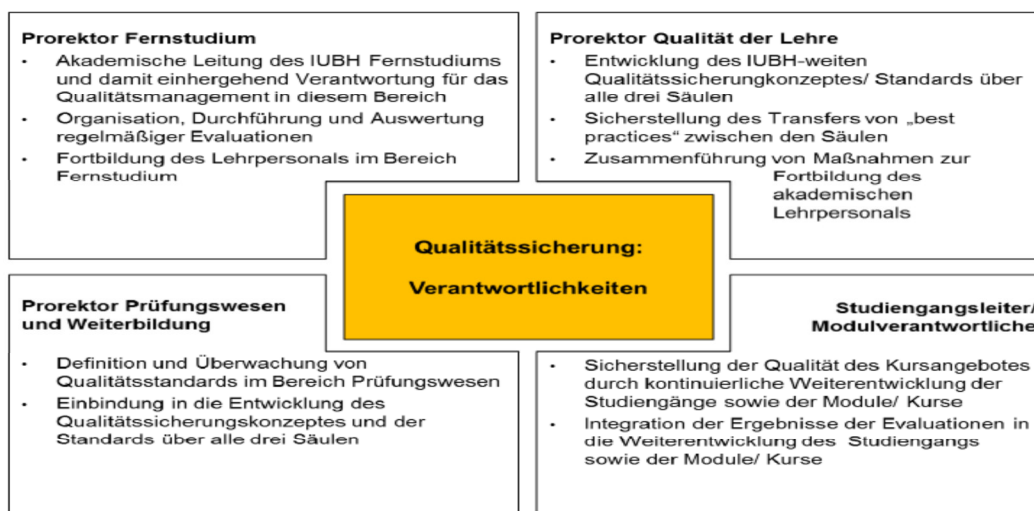 Prorektor Fernstudium
• Akademische Leitung des IUBH Fernstudiums
und damit einhergehend Verantwortung für das
Qualitätsmanagement in diesem Bereich
• Organisation, Durchführung und Auswertung
regelmäßiger Evaluationen
• Fortbildung des Lehrpersonals im Bereich
Fernstudium
Prorektor Qualität der Lehre
• Entwicklung des IUBH-weiten
Qualitätssicherungkonzeptes/ Standards über
alle drei Säulen
• Sicherstellung des Transfers von „best
practices“ zwischen den Säulen
• Zusammenführung von Maßnahmen zur
Fortbildung des
akademischen
Lehrpersonals
Qualitätssicherung:
Verantwortlichkeiten
Prorektor Prüfungswesen
und Weiterbildung
• Definition und Überwachung von
Qualitätsstandards im Bereich Prüfungswesen
• Einbindung in die Entwicklung des
Qualitätssicherungskonzeptes und der
Standards über alle drei Säulen
Studiengangsleiter/
Modulverantwortliche
• Sicherstellung der Qualität des Kursangebotes
durch kontinuierliche Weiterentwicklung der
Studiengänge sowie der Module/ Kurse
• Integration der Ergebnisse der Evaluationen in
die Weiterentwicklung des Studiengangs
sowie der Module/ Kurse